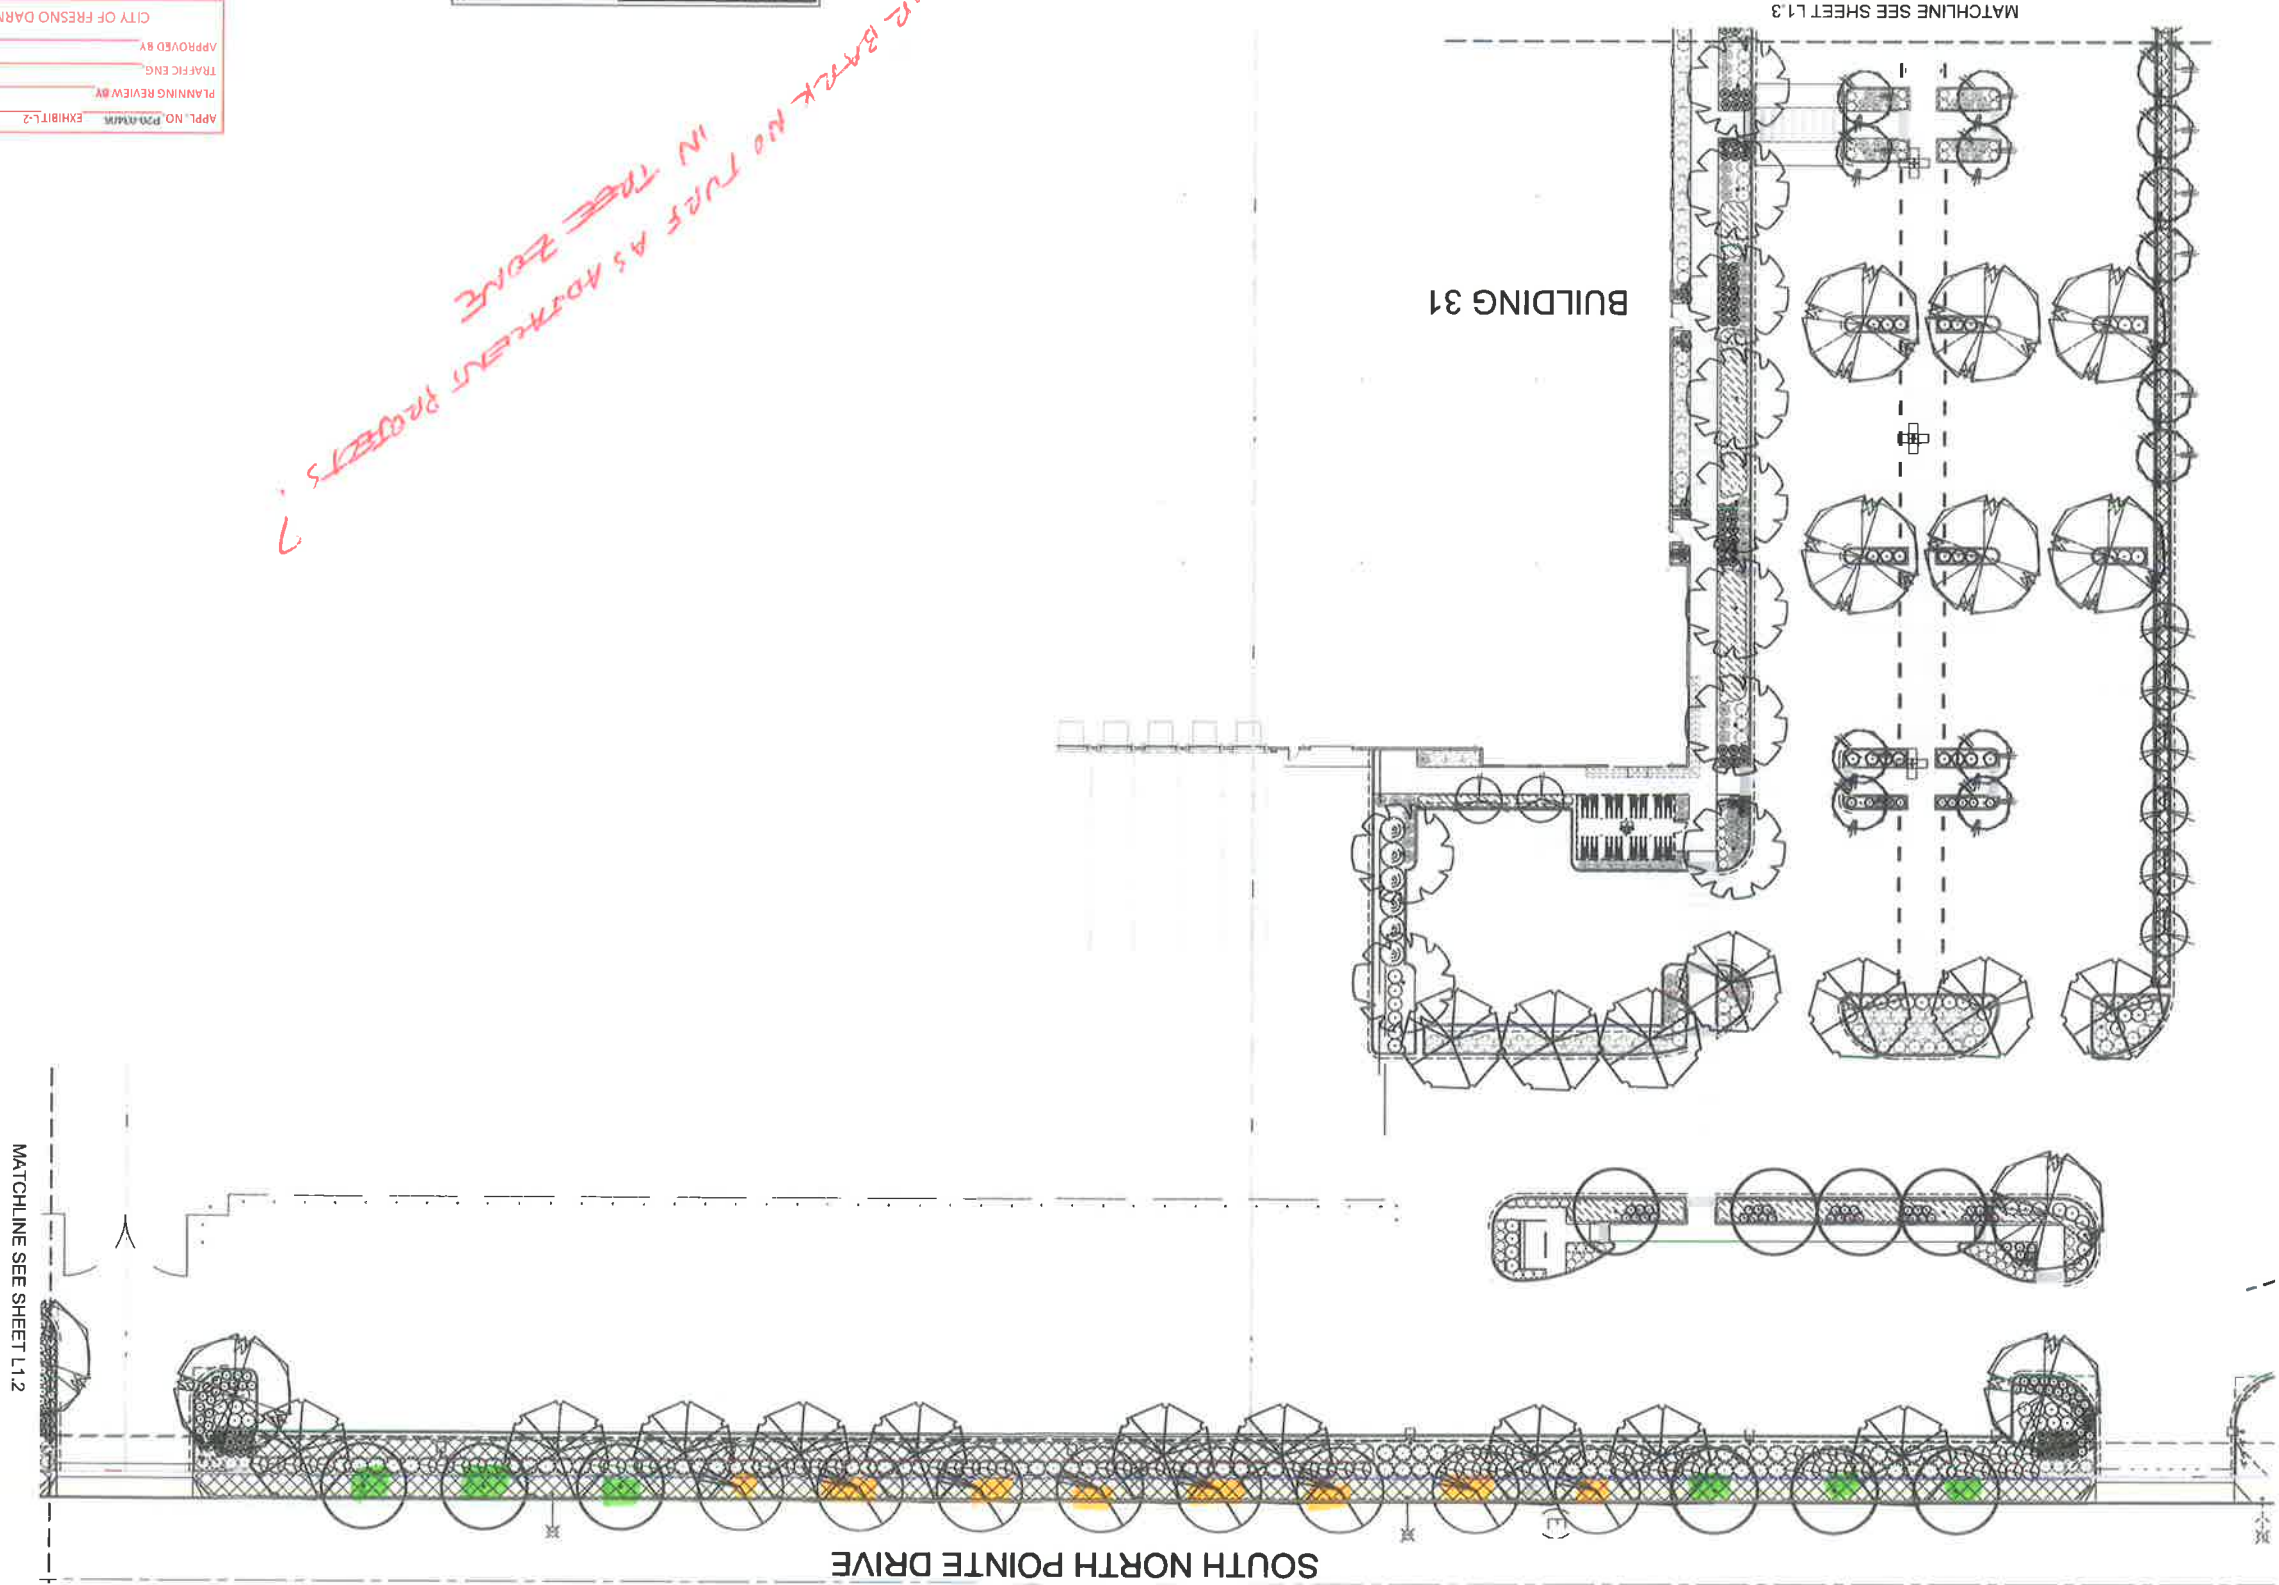 SOUTH NORTH POINTE DRIVE
(E)
MATCHLINE SEE SHEET L1.2
BUILDING 31
MATCHLINE SEE SHEET L1.3
BARK NO TURF AS ADJACENT PROJECTS
IN TREE ZONE
?
APPL. NO. P20-03406 EXHIBIT L-2
PLANNING REVIEW BY
TRAFFIC ENG
APPROVED BY
CITY OF FRESNO DARM